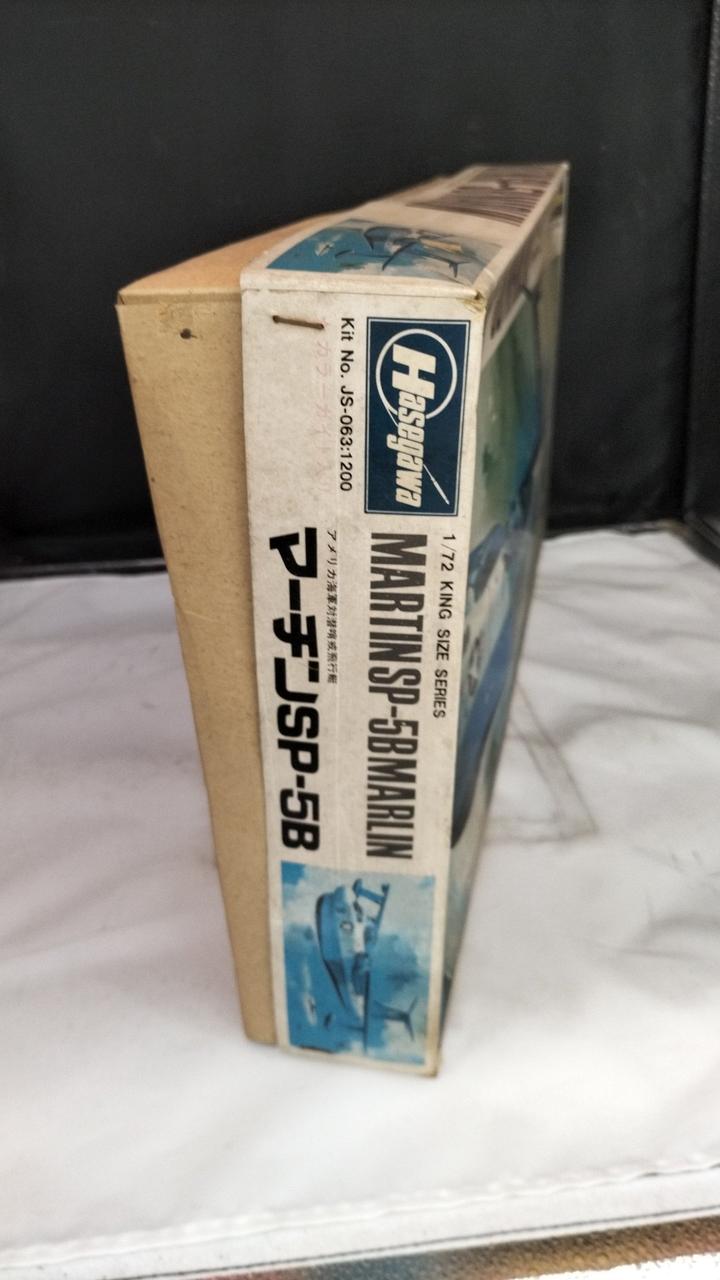 Hasegawa
Kit No. JS-063:1200
1/72 KING SIZE SERIES
MARTIN SP-5B MARLIN
アメリカ海軍対潜哨戒飛行艇
マーチンSP-5B